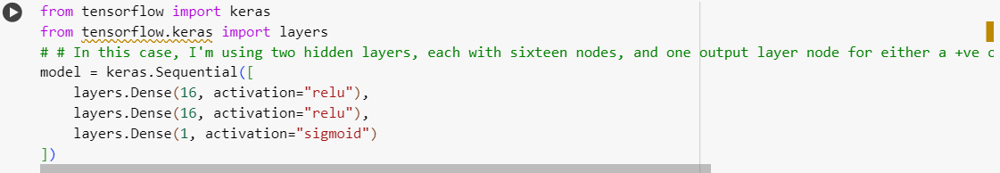 from tensorflow import keras
from tensorflow.keras import layers
# # In this case, I'm using two hidden layers, each with sixteen nodes, and one output layer node for either a +ve
model = keras.Sequential([
    layers.Dense(16, activation="relu"),
    layers.Dense(16, activation="relu"),
    layers.Dense(1, activation="sigmoid")
])